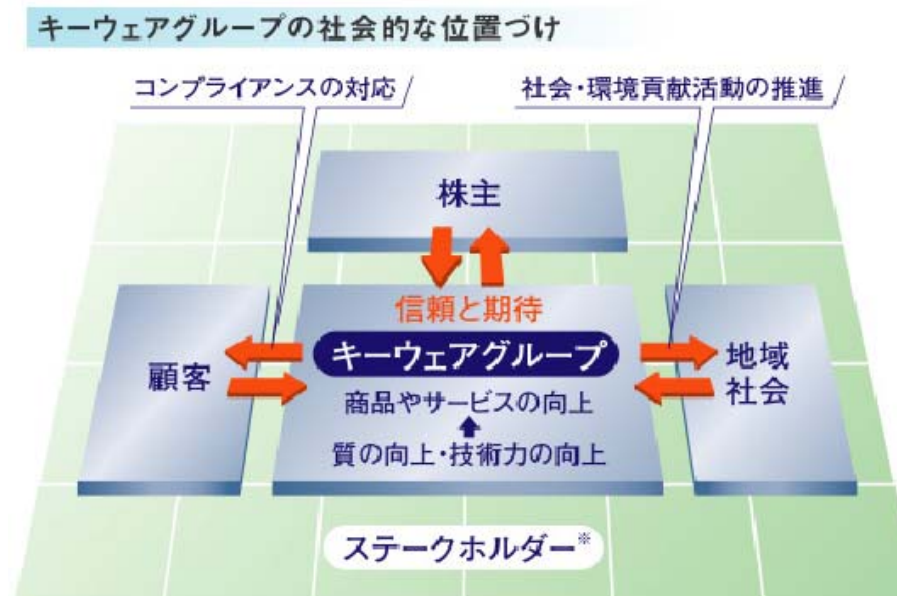 キーウェアグループの社会的な位置づけ
コンプライアンスの対応
社会・環境貢献活動の推進
株主
信頼と期待
キーウェアグループ
商品やサービスの向上
質の向上・技術力の向上
顧客
地域
社会
ステークホルダー※